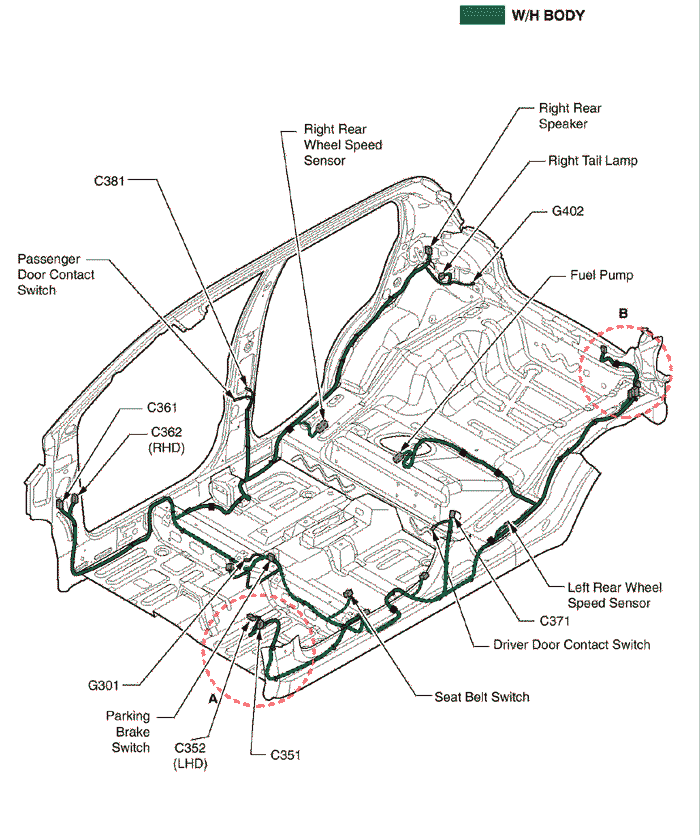 W/H BODY
Right Rear
Speaker
Right Rear
Wheel Speed
Sensor
Right Tail Lamp
C381
G402
Passenger
Door Contact
Switch
Fuel Pump
B
C361
C362
(RHD)
Left Rear Wheel
Speed Sensor
C371
Driver Door Contact Switch
G301
A
Seat Belt Switch
Parking
Brake
Switch
C352
(LHD)
C351